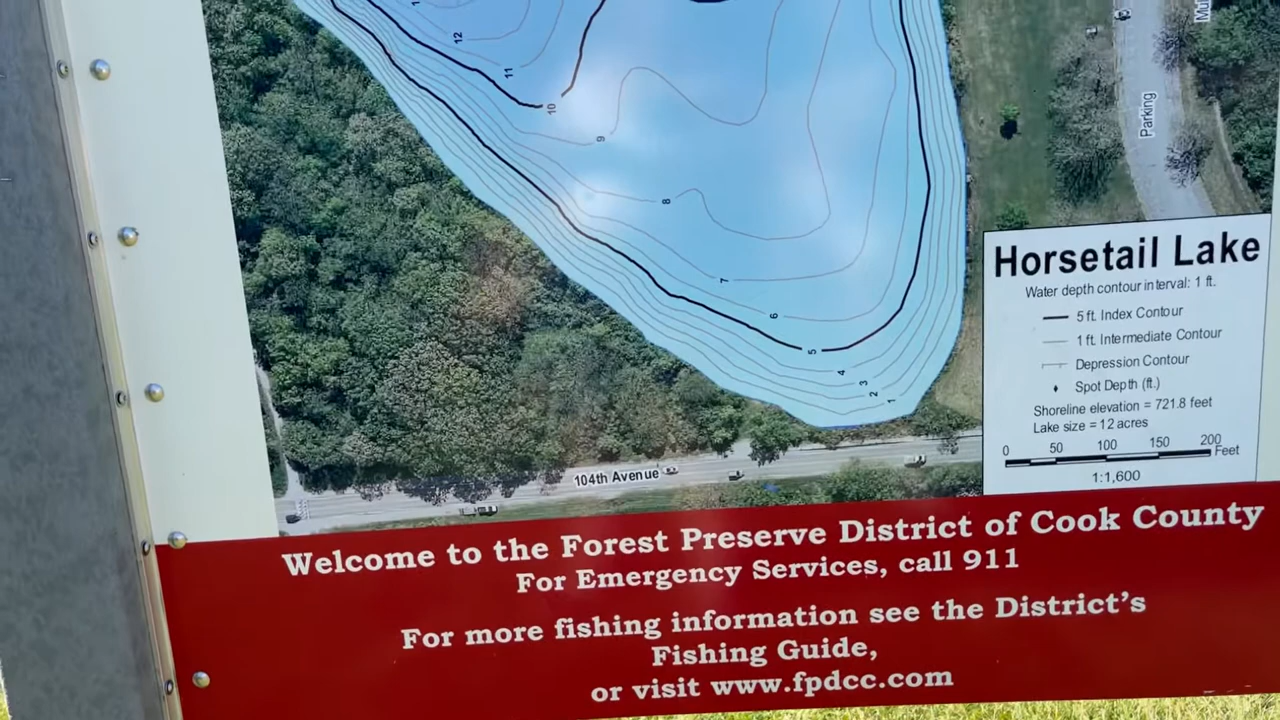 12
11
10
9
8
7
6
5
4
3
2
1
Parking
104th Avenue
Horsetail Lake
Water depth contour interval: 1 ft.
5 ft. Index Contour
1 ft. Intermediate Contour
Depression Contour
Spot Depth (ft.)
Shoreline elevation = 721.8 feet
Lake size = 12 acres
0 50 100 150 200 Feet
1:1,600
Welcome to the Forest Preserve District of Cook County
For Emergency Services, call 911
For more fishing information see the District's
Fishing Guide,
or visit www.fpdcc.com